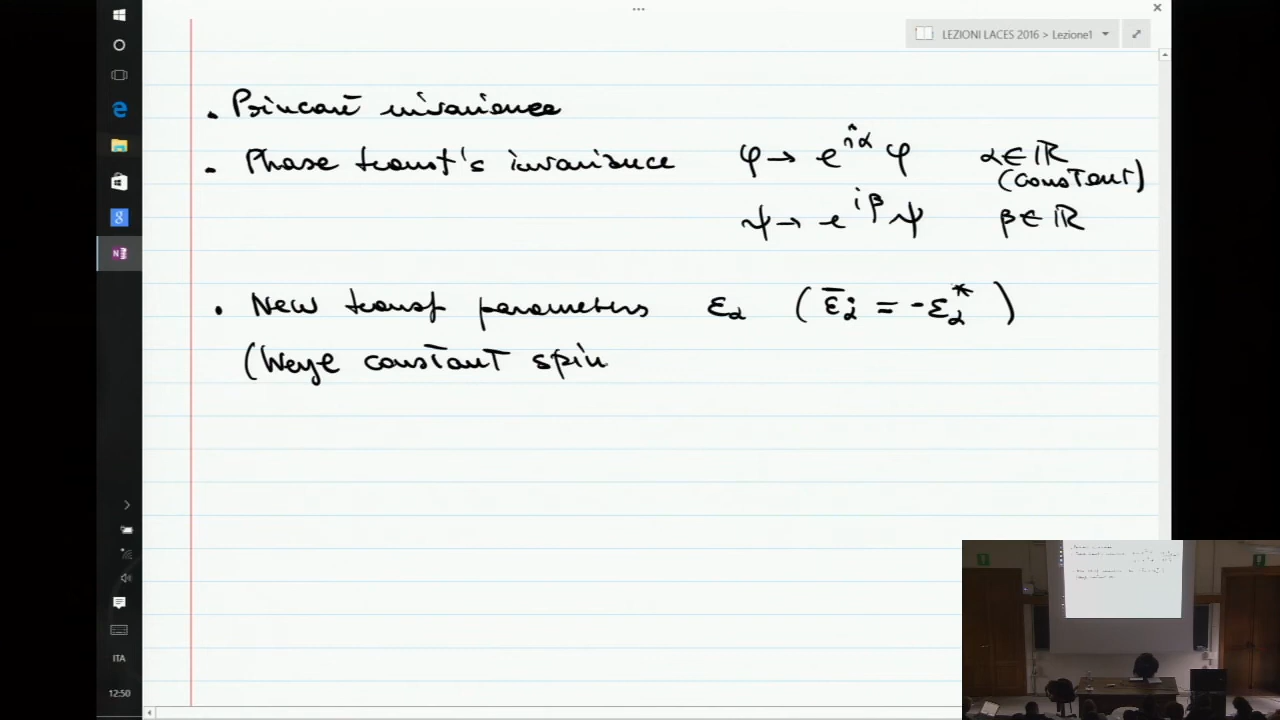 LEZIONI LACES 2016 > Lezione1
• Poincaré invariance
• Phase transf's invariance φ → e^{iα} φ α ∈ ℝ
(constant)
ψ → e^{iβ} ψ β ∈ ℝ
• New transf parameters ε_α ( ε̄_α̇ = -ε_α^* )
(Weyl constant spin
ITA
12:50